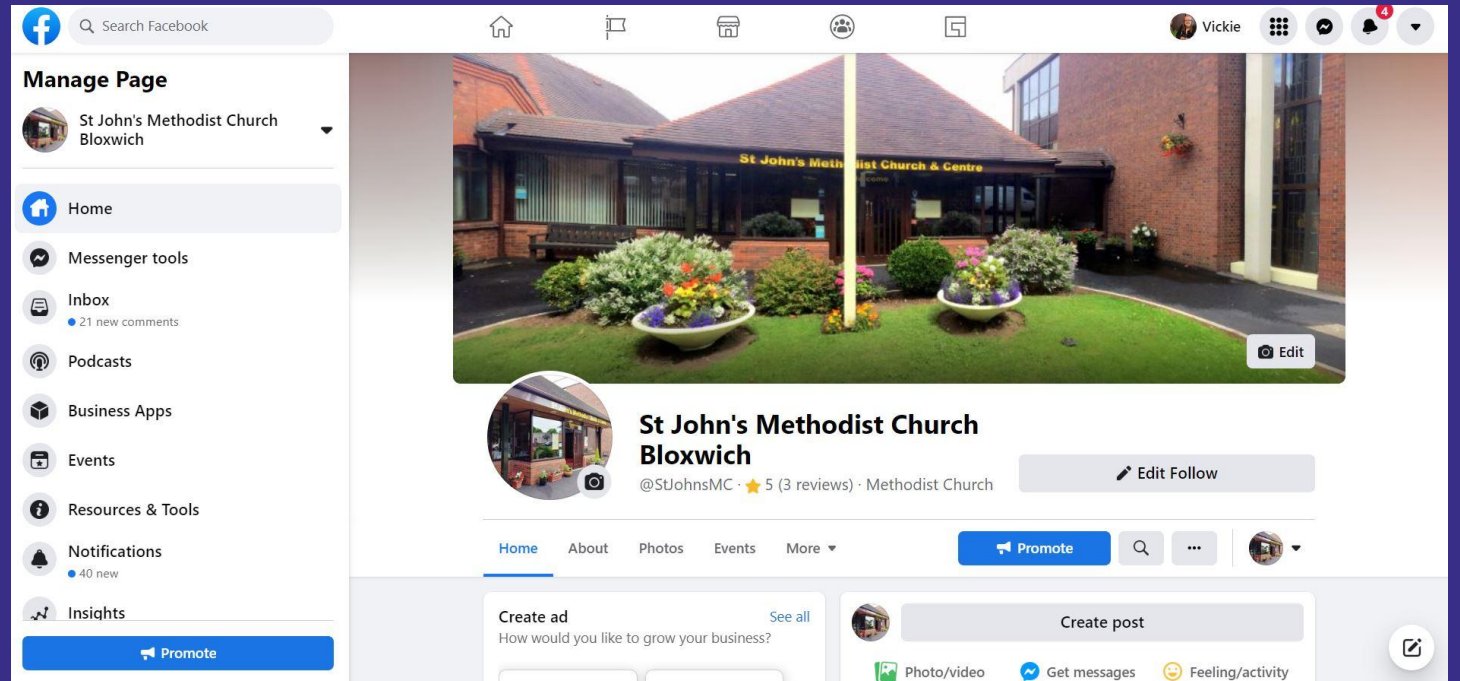 Search Facebook
Vickie
4
Manage Page
St John's Methodist Church
Bloxwich
Home
Messenger tools
Inbox
21 new comments
Podcasts
Business Apps
Events
Resources & Tools
Notifications
40 new
Insights
Promote
St John's Methodist Church & Centre
Edit
St John's Methodist Church
Bloxwich
@StJohnsMC · 5 (3 reviews) · Methodist Church
Edit Follow
Home About Photos Events More
Promote
Create ad See all
How would you like to grow your business?
Create post
Photo/video Get messages Feeling/activity